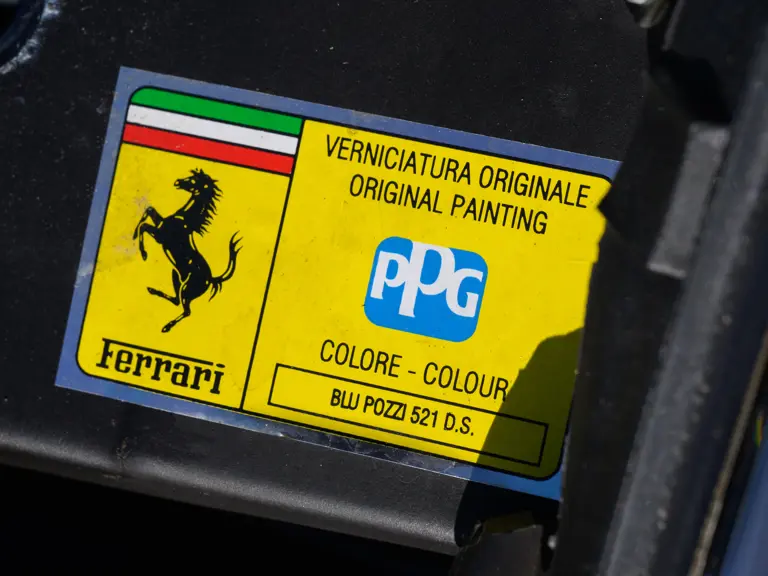 VERNICIATURA ORIGINALE
ORIGINAL PAINTING
PPG
COLORE - COLOUR
BLU POZZI 521 D.S.
Ferrari